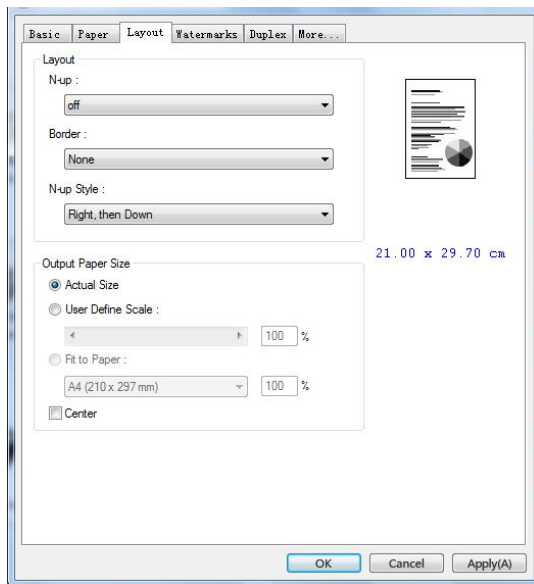 Basic Paper Layout Watermarks Duplex More...
Layout
N-up :
off
Border :
None
N-up Style :
Right, then Down
21.00 x 29.70 cm
Output Paper Size
Actual Size
User Define Scale :
100 %
Fit to Paper :
A4 (210 x 297 mm) 100 %
Center
OK Cancel Apply(A)